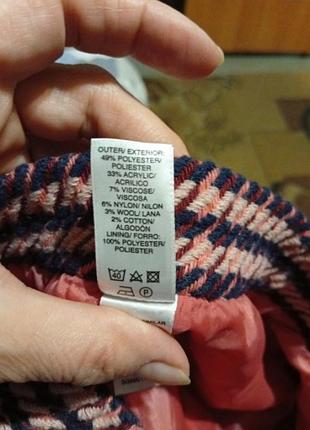 OUTER/ EXTERIOR:
49% POLYESTER/
POLIESTER
33% ACRYLIC/
ACRILICO
7% VISCOSE/
VISCOSA
6% NYLON/ NILON
3% WOOL/ LANA
2% COTTON/
ALGODÓN
LINING/ FORRO:
100% POLYESTER/
POLIESTER
40
P
SIMILAR